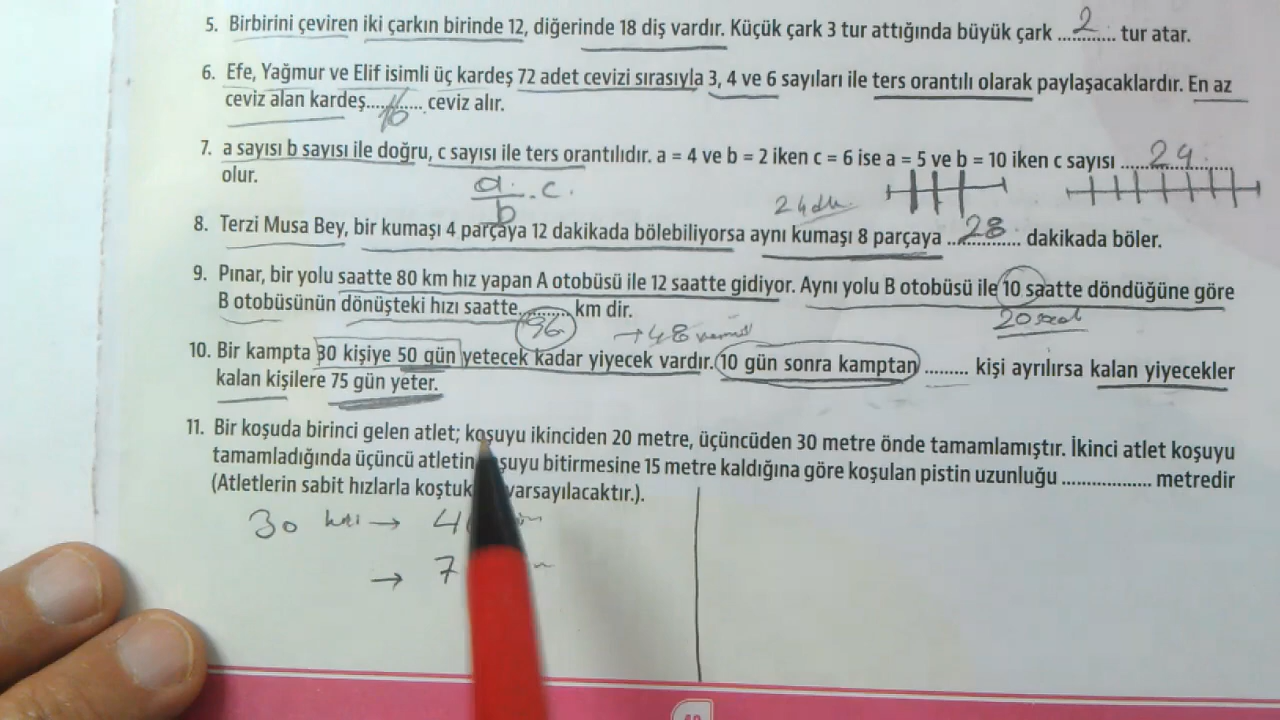 5. Birbirini çeviren iki çarkın birinde 12, diğerinde 18 diş vardır. Küçük çark 3 tur attığında büyük çark ...2... tur atar.
6. Efe, Yağmur ve Elif isimli üç kardeş 72 adet cevizi sırasıyla 3, 4 ve 6 sayıları ile ters orantılı olarak paylaşacaklardır. En az
ceviz alan kardeş...16... ceviz alır.
7. a sayısı b sayısı ile doğru, c sayısı ile ters orantılıdır. a = 4 ve b = 2 iken c = 6 ise a = 5 ve b = 10 iken c sayısı ...24...
olur.
a/b . c
24 dk
8. Terzi Musa Bey, bir kumaşı 4 parçaya 12 dakikada bölebiliyorsa aynı kumaşı 8 parçaya ...28... dakikada böler.
9. Pınar, bir yolu saatte 80 km hız yapan A otobüsü ile 12 saatte gidiyor. Aynı yolu B otobüsü ile 10 saatte döndüğüne göre
B otobüsünün dönüşteki hızı saatte...96... km dir.
20 saat
→ 48
10. Bir kampta 30 kişiye 50 gün yetecek kadar yiyecek vardır. 10 gün sonra kamptan ......... kişi ayrılırsa kalan yiyecekler
kalan kişilere 75 gün yeter.
11. Bir koşuda birinci gelen atlet; koşuyu ikinciden 20 metre, üçüncüden 30 metre önde tamamlamıştır. İkinci atlet koşuyu
tamamladığında üçüncü atletin şuyu bitirmesine 15 metre kaldığına göre koşulan pistin uzunluğu .................. metredir
(Atletlerin sabit hızlarla koştuk varsayılacaktır.).
30 → 4
→ 7